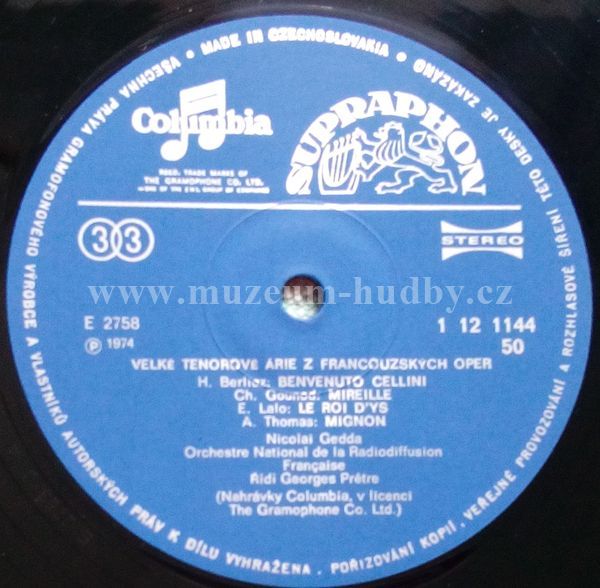 VŠECHNA PRÁVA GRAMOFONOVÉHO VÝROBCE A VLASTNÍKŮ AUTORSKÝCH PRÁV K DÍLU VYHRAŽENA. POŘIZOVÁNÍ KOPIÍ, VEŘEJNÉ PROVOZOVÁNÍ A ROZHLASOVÉ ŠÍŘENÍ TÉTO DESKY JE ZAKÁZÁNO • MADE IN CZECHOSLOVAKIA •
Columbia
SUPRAPHON
REGD. TRADE MARKS OF
THE GRAMOPHONE CO. LTD.
33
STEREO
www.muzeum-hudby.cz
E 2758
1 12 1144
℗ 1974
50
VELKÉ TENOROVÉ ÁRIE Z FRANCOUZSKÝCH OPER
H. Berlioz: BENVENUTO CELLINI
Ch. Gounod: MIREILLE
E. Lalo: LE ROI D'YS
A. Thomas: MIGNON
Nicolai Gedda
Orchestre National de la Radiodiffusion
Française
Řídí Georges Prêtre
(Nahrávky Columbia, v licenci
The Gramophone Co. Ltd.)